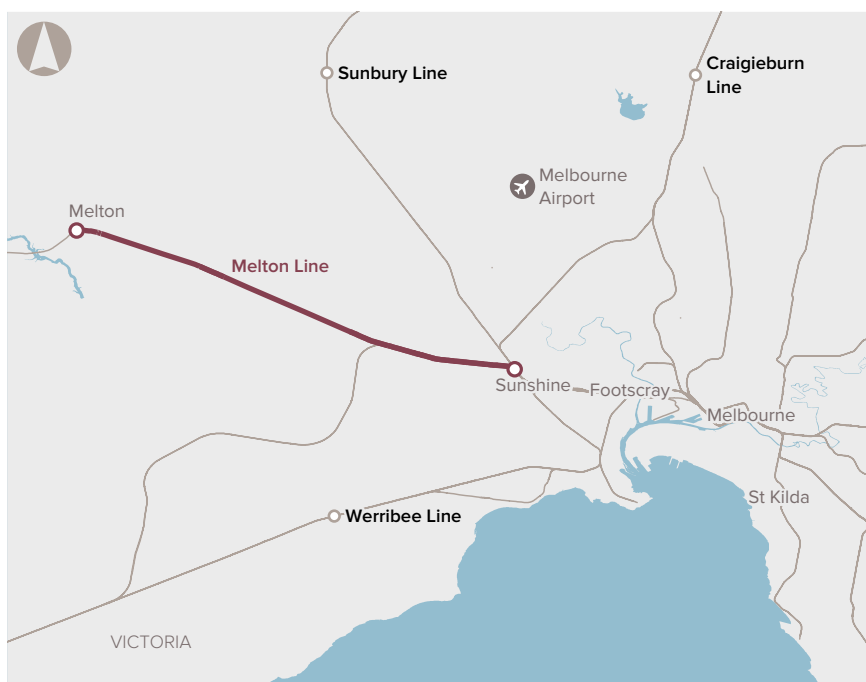 Sunbury Line
Craigieburn
Line
Melbourne
Airport
Melton
Melton Line
Sunshine
Footscray
Melbourne
St Kilda
Werribee Line
VICTORIA